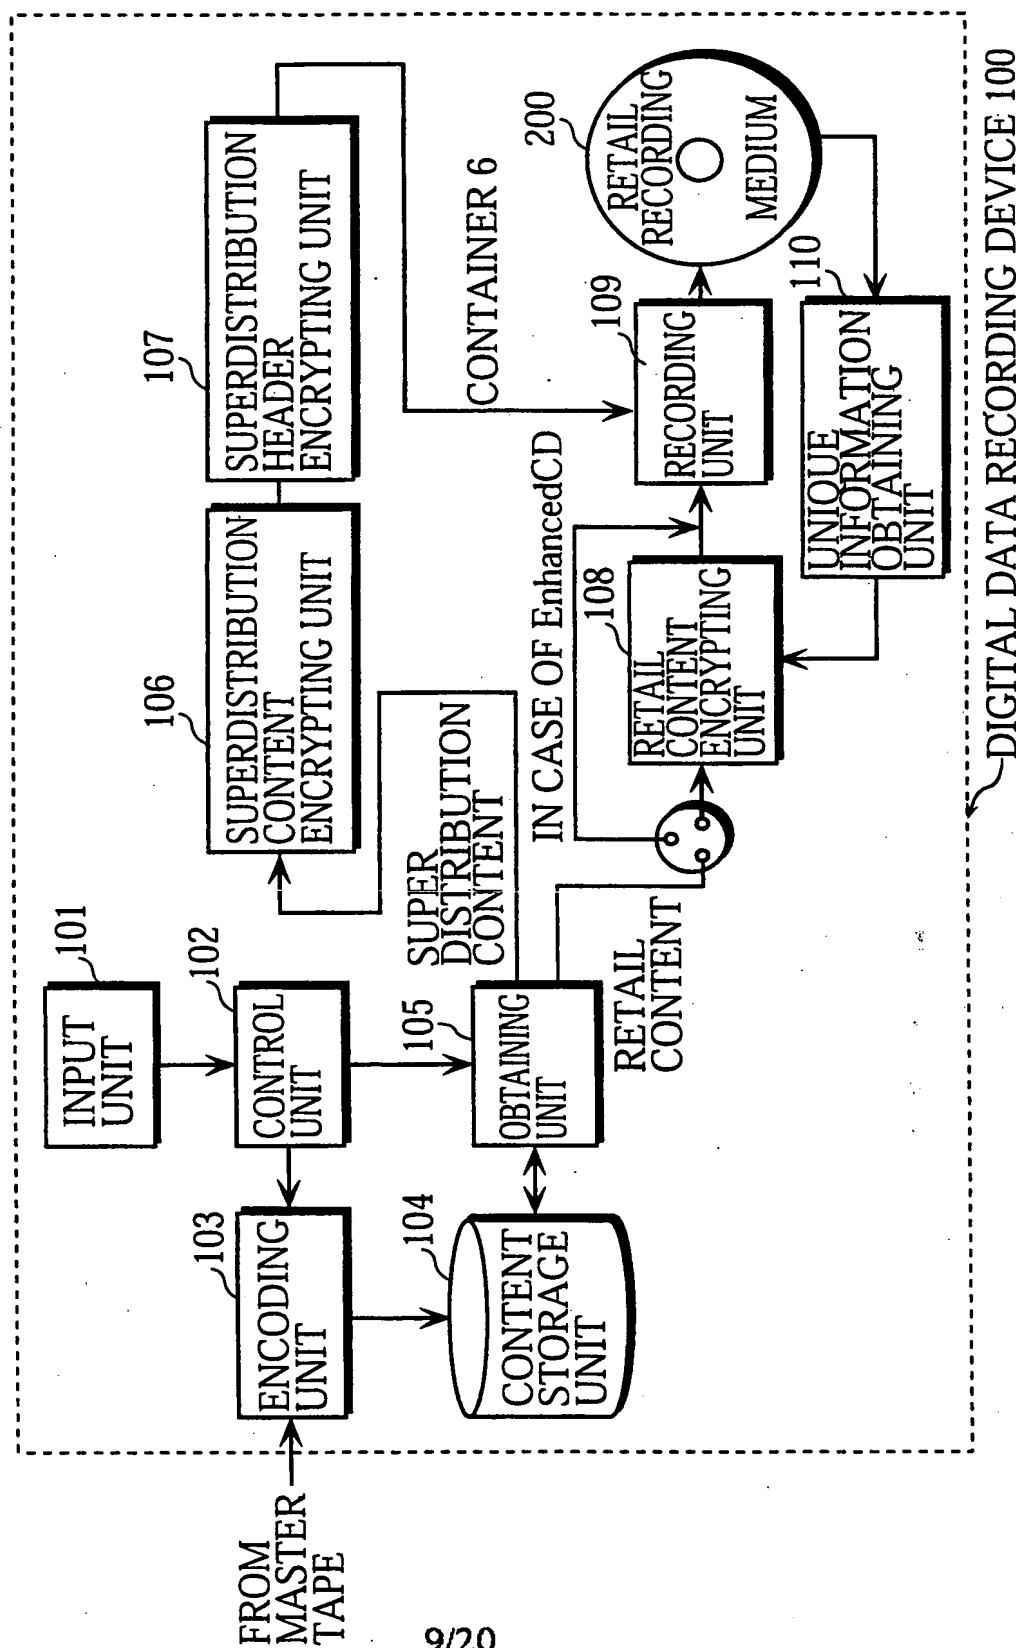 FROM
MASTER
TAPE
103
ENCODING
UNIT
104
CONTENT
STORAGE
UNIT
101
INPUT
UNIT
102
CONTROL
UNIT
105
OBTAINING
UNIT
SUPER
DISTRIBUTION
CONTENT
RETAIL
CONTENT
106
SUPERDISTRIBUTION
CONTENT
ENCRYPTING UNIT
107
SUPERDISTRIBUTION
HEADER
ENCRYPTING UNIT
CONTAINER 6
IN CASE OF EnhancedCD
108
RETAIL
CONTENT
ENCRYPTING
UNIT
109
RECORDING
UNIT
200
RETAIL
RECORDING
MEDIUM
110
UNIQUE
INFORMATION
OBTAINING
UNIT
DIGITAL DATA RECORDING DEVICE 100
9/20